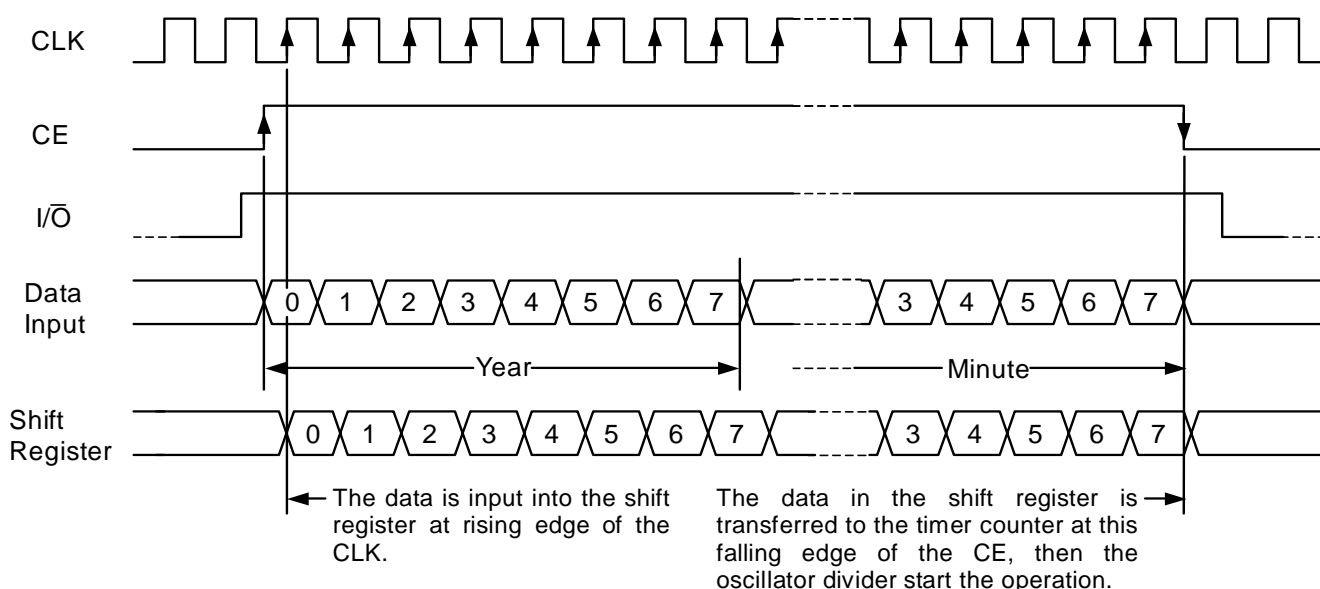 CLK
CE
I/O̅
Data
Input
0 1 2 3 4 5 6 7 3 4 5 6 7
Year Minute
Shift
Register
0 1 2 3 4 5 6 7 3 4 5 6 7
The data is input into the shift
register at rising edge of the
CLK.
The data in the shift register is
transferred to the timer counter at this
falling edge of the CE, then the
oscillator divider start the operation.